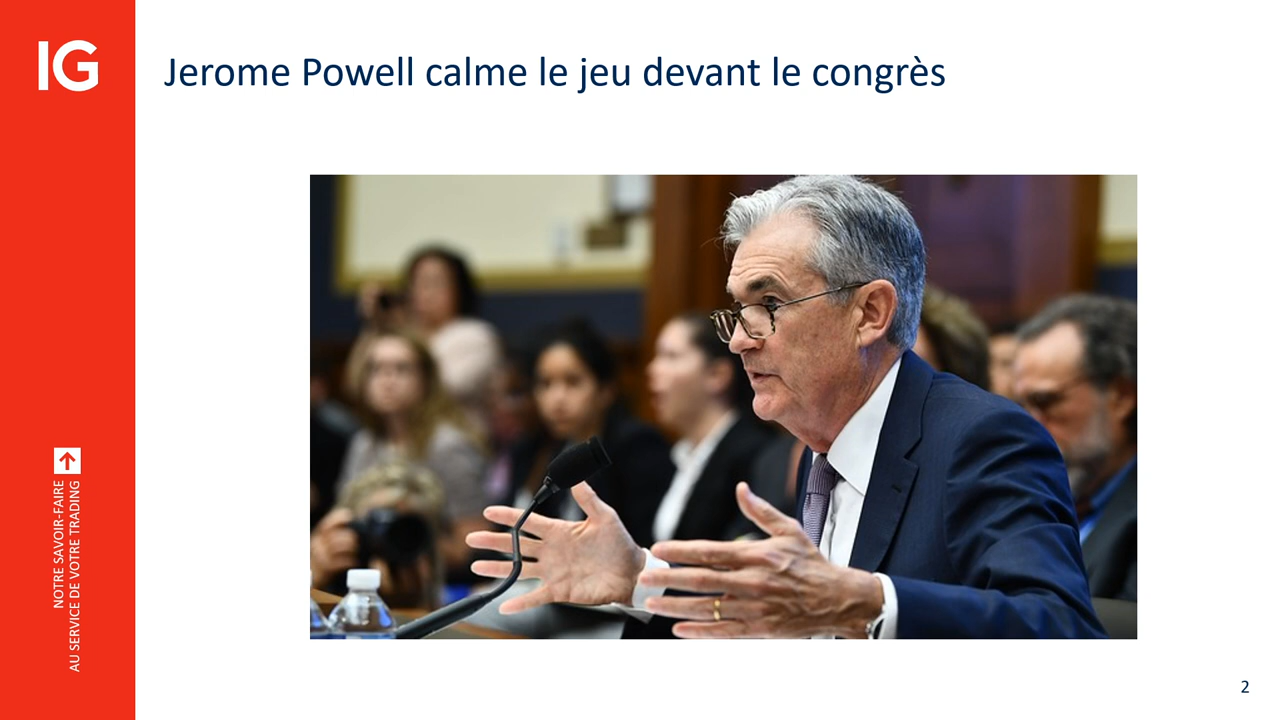 IG
Jerome Powell calme le jeu devant le congrès
NOTRE SAVOIR-FAIRE
AU SERVICE DE VOTRE TRADING
2